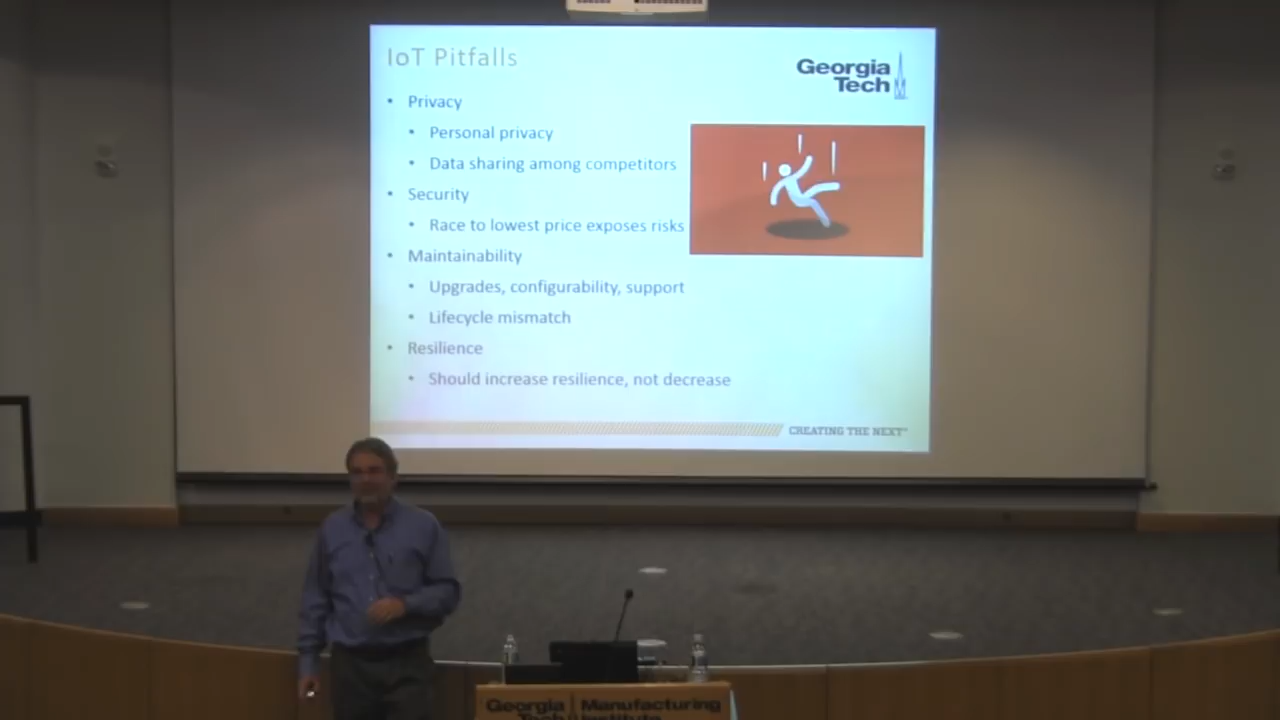 IoT Pitfalls
Georgia
Tech
• Privacy
• Personal privacy
• Data sharing among competitors
• Security
• Race to lowest price exposes risks
• Maintainability
• Upgrades, configurability, support
• Lifecycle mismatch
• Resilience
• Should increase resilience, not decrease
CREATING THE NEXT®
Georgia Manufacturing
Tech Institute